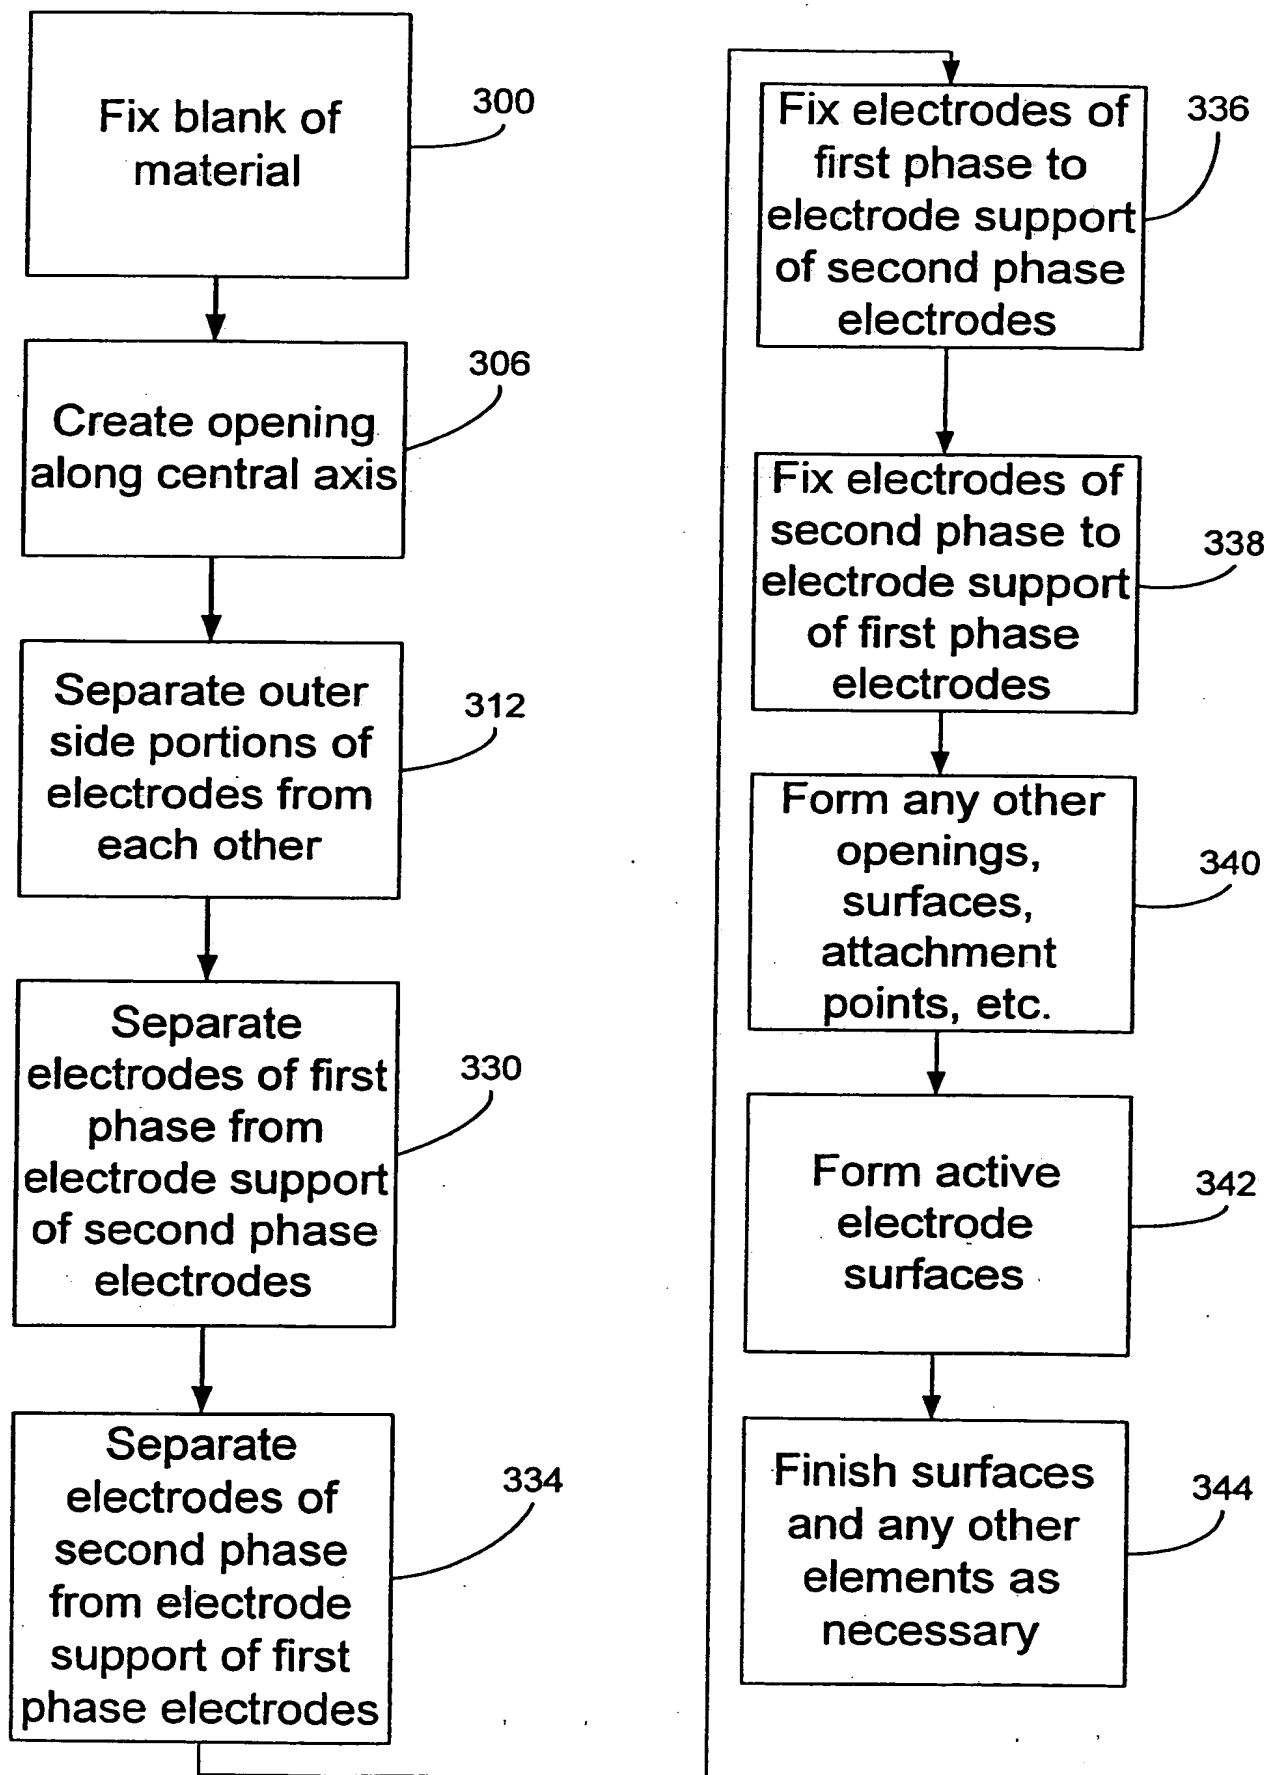 Fix blank of
material
300
Create opening
along central axis
306
Separate outer
side portions of
electrodes from
each other
312
Separate
electrodes of first
phase from
electrode support
of second phase
electrodes
330
Separate
electrodes of
second phase
from electrode
support of first
phase electrodes
334
Fix electrodes of
first phase to
electrode support
of second phase
electrodes
336
Fix electrodes of
second phase to
electrode support
of first phase
electrodes
338
Form any other
openings,
surfaces,
attachment
points, etc.
340
Form active
electrode
surfaces
342
Finish surfaces
and any other
elements as
necessary
344